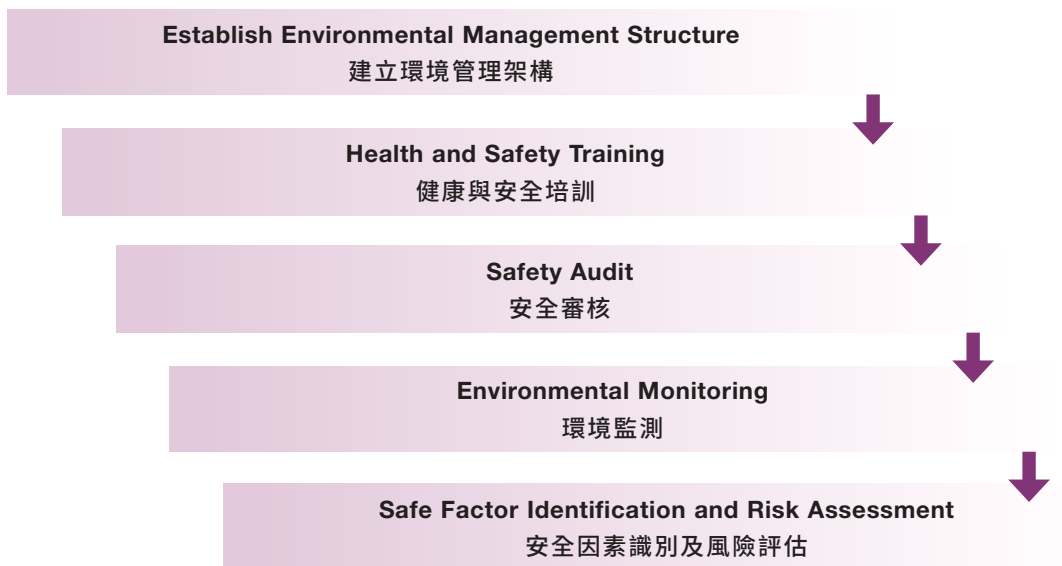 Establish Environmental Management Structure
建立環境管理架構
Health and Safety Training
健康與安全培訓
Safety Audit
安全審核
Environmental Monitoring
環境監測
Safe Factor Identification and Risk Assessment
安全因素識別及風險評估